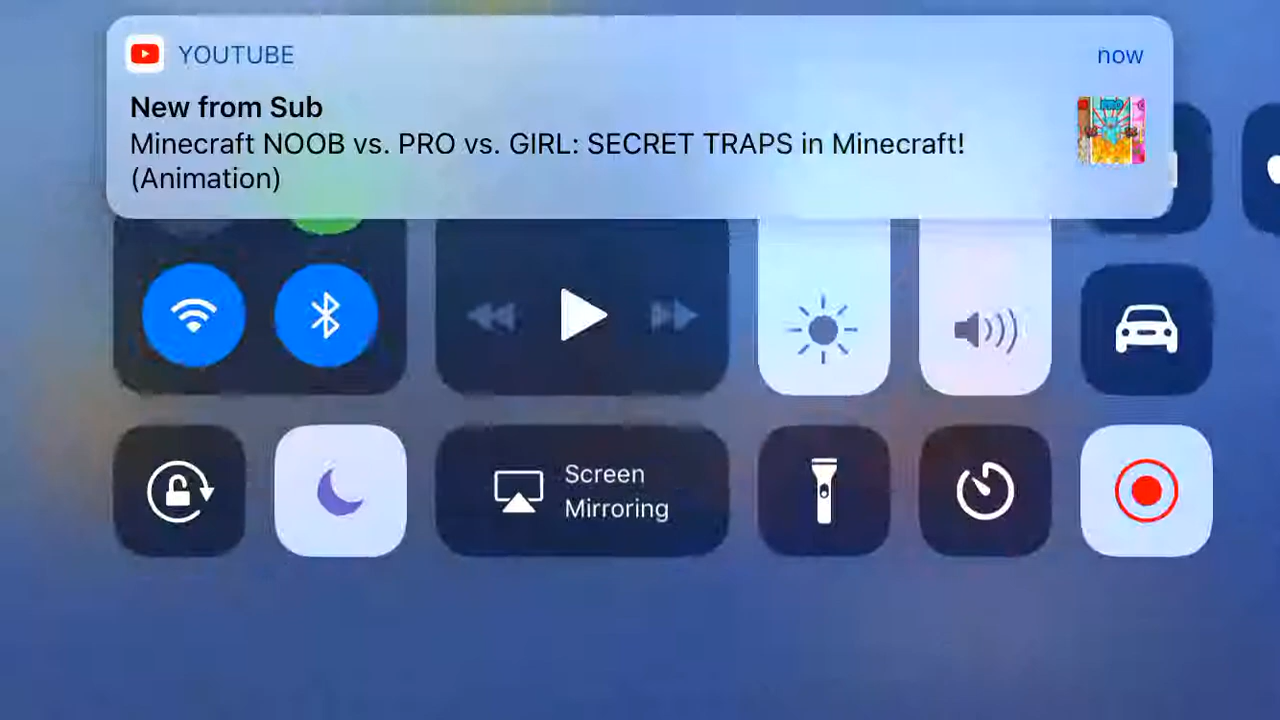 YOUTUBE
now
New from Sub
Minecraft NOOB vs. PRO vs. GIRL: SECRET TRAPS in Minecraft!
(Animation)
Screen
Mirroring